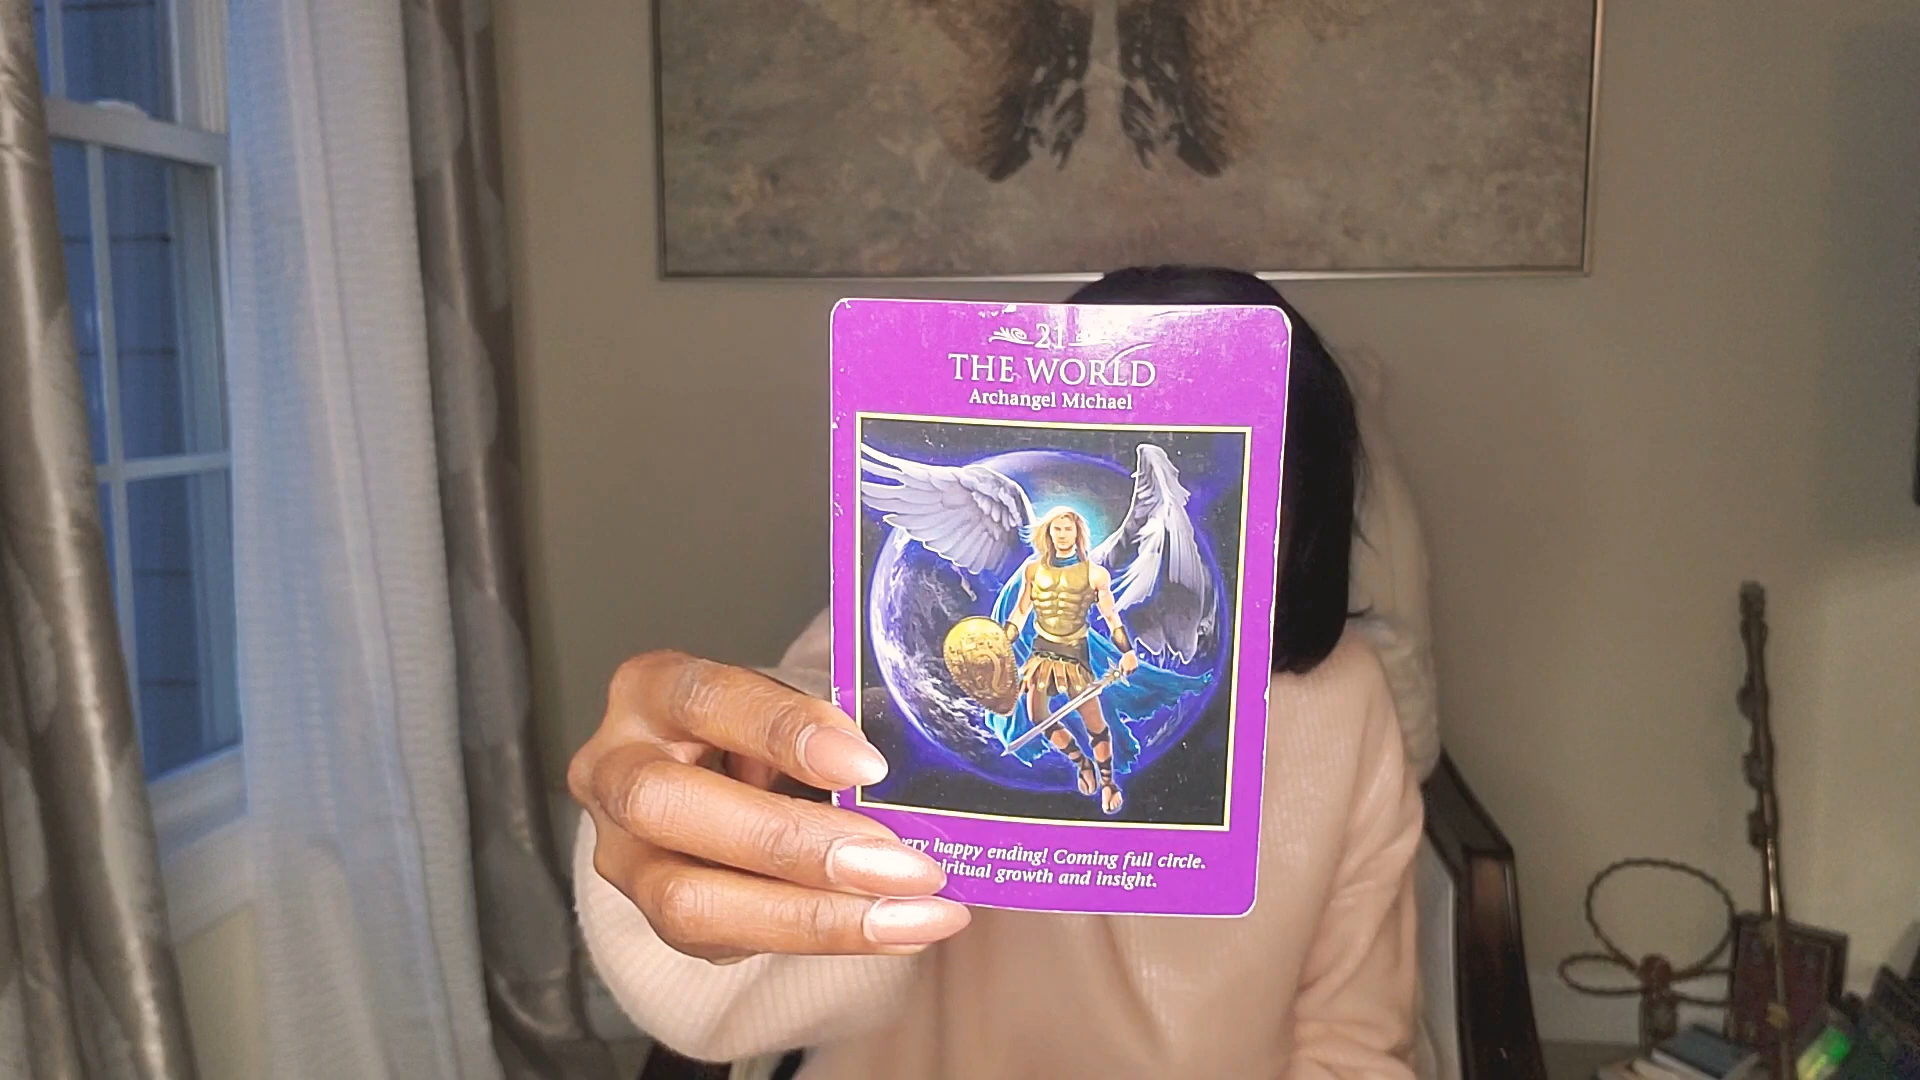 21
THE WORLD
Archangel Michael
happy ending! Coming full circle.
growth and insight.